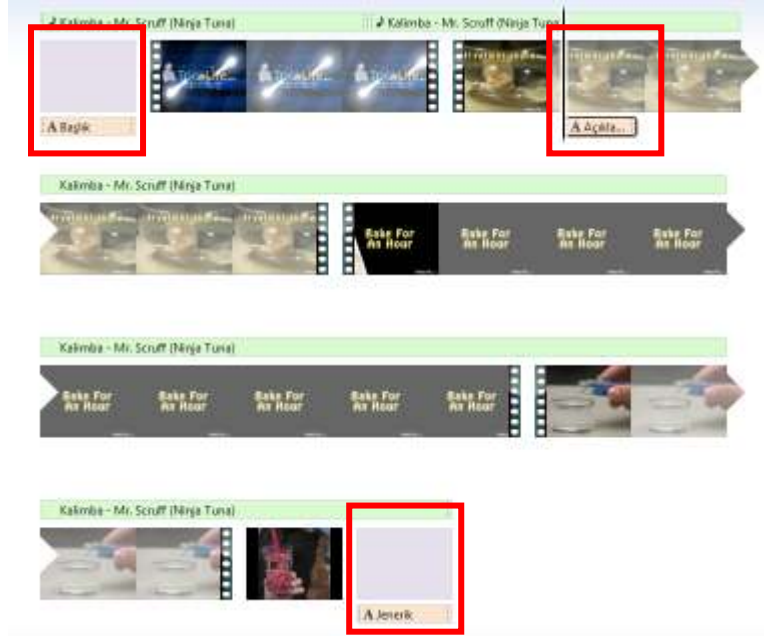 Kalimba - Mr. Scruff (Ninja Tuna)
Kalimba - Mr. Scruff (Ninja Tuna
A Başlık
A Açıkla...
Kalimba - Mr. Scruff (Ninja Tuna)
Bake For
An Hour
Bake For
An Hour
Bake For
An Hour
Bake For
An Hour
Kalimba - Mr. Scruff (Ninja Tuna)
Bake For
An Hour
Bake For
An Hour
Bake For
An Hour
Bake For
An Hour
Bake For
An Hour
Kalimba - Mr. Scruff (Ninja Tuna)
A Jenerik